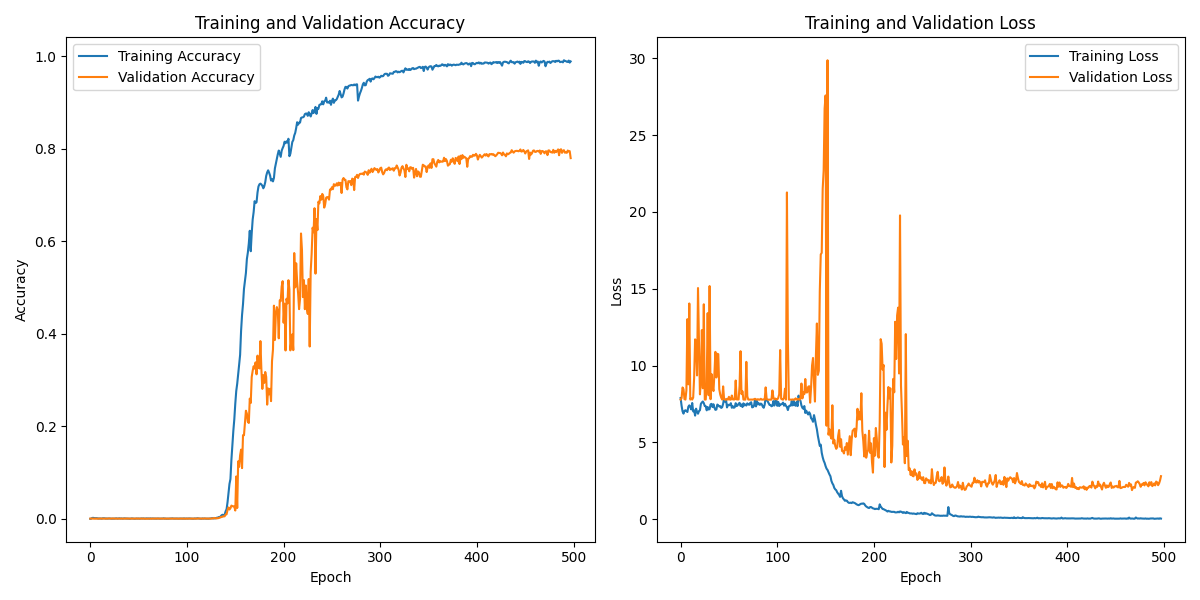 Training and Validation Accuracy
Training Accuracy
Validation Accuracy
1.0
0.8
0.6
0.4
0.2
0.0
Accuracy
0 100 200 300 400 500
Epoch
Training and Validation Loss
Training Loss
Validation Loss
30
25
20
15
10
5
0
Loss
0 100 200 300 400 500
Epoch